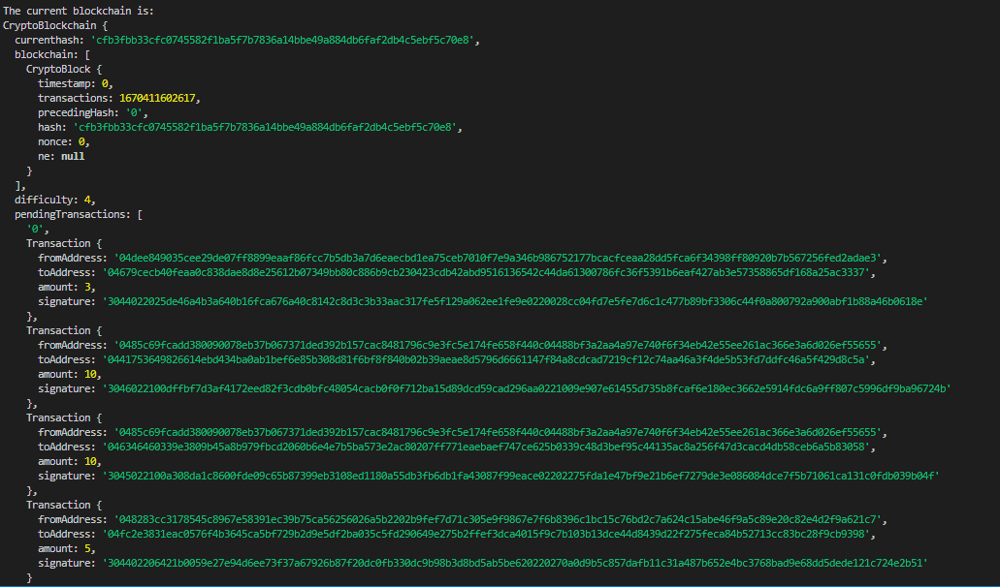 The current blockchain is:
CryptoBlockchain {
currenthash: 'cfb3fbb33cfc0745582f1ba5f7b7836a14bbe49a884db6faf2db4c5ebf5c70e8',
blockchain: [
CryptoBlock {
timestamp: 0,
transactions: 1670411602617,
precedingHash: '0',
hash: 'cfb3fbb33cfc0745582f1ba5f7b7836a14bbe49a884db6faf2db4c5ebf5c70e8',
nonce: 0,
ne: null
}
],
difficulty: 4,
pendingTransactions: [
'0',
Transaction {
fromAddress: '04dee849035cee29de07ff8899eaaf86fcc7b5db3a7d6eaecbd1ea75ceb7010f7e9a346b986752177bcacfceaa28dd5fca6f34398ff80920b7b567256fed2adae3',
toAddress: '04679cecb40feaa0c838dae8d8e25612b07349bb80c886b9cb230423cdb42abd9516136542c44da61300786fc36f5391b6eaf427ab3e57358865df168a25ac3337',
amount: 3,
signature: '3044022025de46a4b3a640b16fca676a40c8142c8d3c3b33aac317fe5f129a062ee1fe9e0220028cc04fd7e5fe7d6c1c477b89bf3306c44f0a800792a900abf1b88a46b0618e'
},
Transaction {
fromAddress: '0485c69fcadd380090078eb37b067371ded392b157cac8481796c9e3fc5e174fe658f440c04488bf3a2aa4a97e740f6f34eb42e55ee261ac366e3a6d026ef55655',
toAddress: '0441753649826614ebd434ba0ab1bef6e85b308d81f6bf8f840b02b39aeae8d5796d6661147f84a8cdcad7219cf12c74aa46a3f4de5b53fd7ddfc46a5f429d8c5a',
amount: 10,
signature: '3046022100dffbf7d3af4172eed82f3cdb0bfc48054cacb0f0f712ba15d89dcd59cad296aa0221009e907e61455d735b8fcaf6e180ec3662e5914fdc6a9ff807c5996df9ba96724b'
},
Transaction {
fromAddress: '0485c69fcadd380090078eb37b067371ded392b157cac8481796c9e3fc5e174fe658f440c04488bf3a2aa4a97e740f6f34eb42e55ee261ac366e3a6d026ef55655',
toAddress: '046346460339e3809b45a8b979fbcd2060b6e4e7b5ba573e2ac80207ff771eaebaef747ce625b0339c48d3bef95c44135ac8a256f47d3cacd4db58ceb6a5b83058',
amount: 10,
signature: '3045022100a308da1c8600fde09c65b87399eb3108ed1180a55db3fb6db1fa43087f99eace02202275fda1e47bf9e21b6ef7279de3e086084dce7f5b71061ca131c0fdb039b04f'
},
Transaction {
fromAddress: '048283cc3178545c8967e58391ec39b75ca56256026a5b2202b9fef7d71c305e9f9867e7f6b8396c1bc15c76bd2c7a624c15abe46f9a5c89e20c82e4d2f9a621c7',
toAddress: '04fc2e3831eac0576f4b3645ca5bf729b2d9e5df2ba035c5fd290649e275b2ffef3dca4015f9c7b103b13dce44d8439d22f275feca84b52713cc83bc28f9cb9398',
amount: 5,
signature: '304402206421b0059e27e94d6ee73f37a67926b87f20dc0fb330dc9b98b3d8bd5ab5be620220270a0d9b5c857dafb11c31a487b652e4bc3768bad9e68dd5dede121c724e2b51'
}